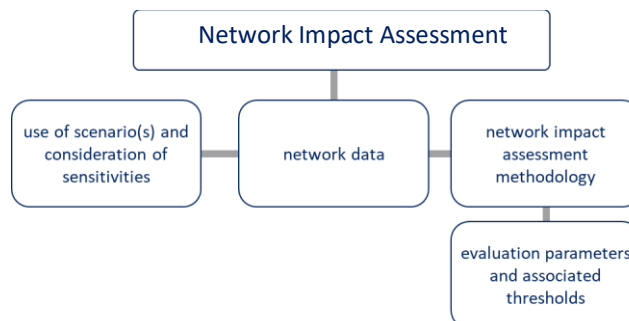 Network Impact Assessment
use of scenario(s) and
consideration of
sensitivities
network data
network impact
assessment
methodology
evaluation parameters
and associated
thresholds